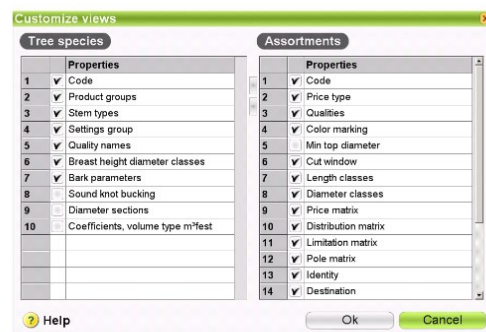 Customize views
Tree species
Properties
1 Code
2 Product groups
3 Stem types
4 Settings group
5 Quality names
6 Breast height diameter classes
7 Bark parameters
8 Sound knot bucking
9 Diameter sections
10 Coefficients, volume type m³fest
Assortments
Properties
1 Code
2 Price type
3 Qualities
4 Color marking
5 Min top diameter
6 Cut window
7 Length classes
8 Diameter classes
9 Price matrix
10 Distribution matrix
11 Limitation matrix
12 Pole matrix
13 Identity
14 Destination
? Help
Ok
Cancel